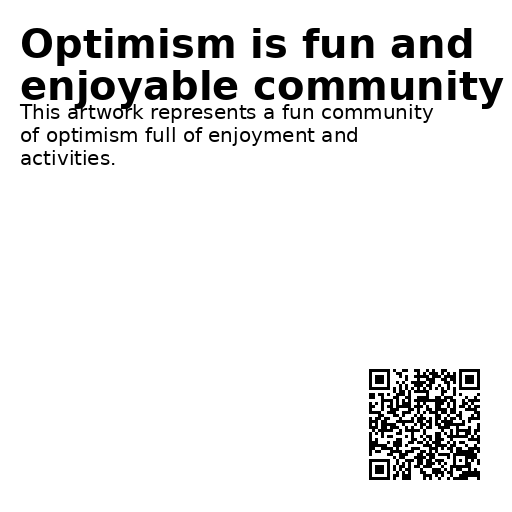 Optimism is fun and
enjoyable community
This artwork represents a fun community
of optimism full of enjoyment and
activities.